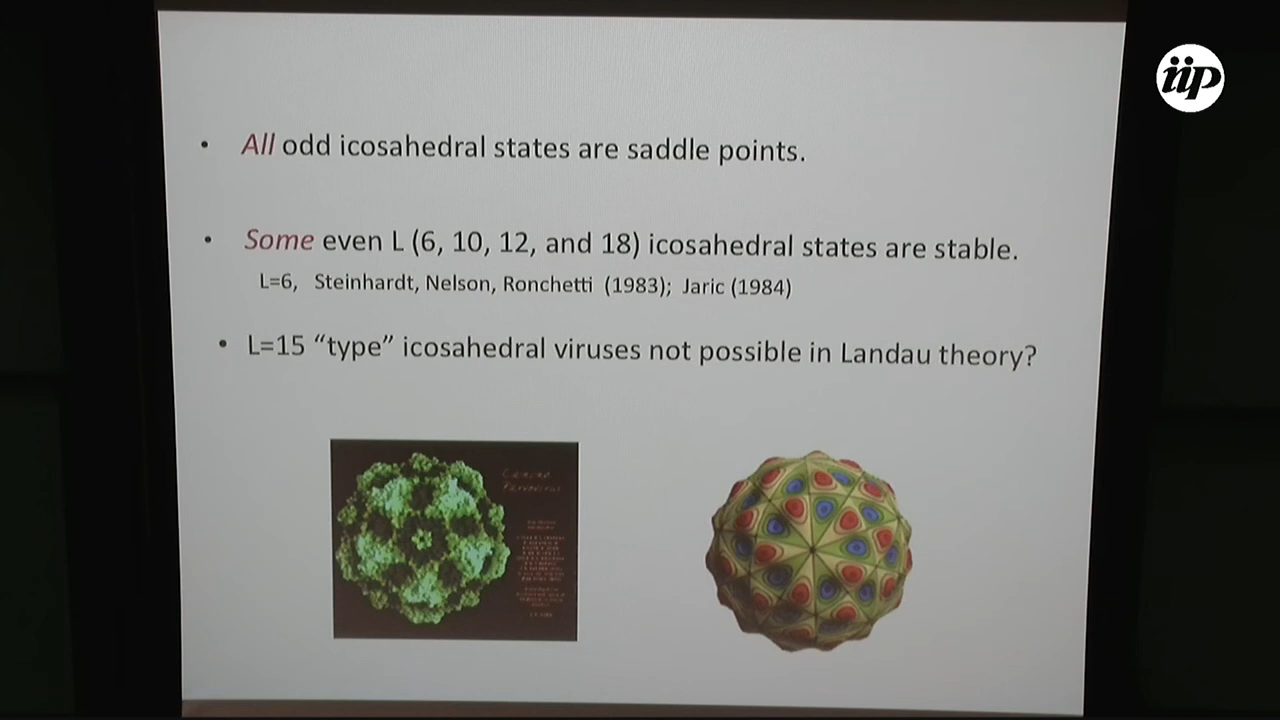 iip
• All odd icosahedral states are saddle points.
• Some even L (6, 10, 12, and 18) icosahedral states are stable.
L=6, Steinhardt, Nelson, Ronchetti (1983); Jaric (1984)
• L=15 “type” icosahedral viruses not possible in Landau theory?